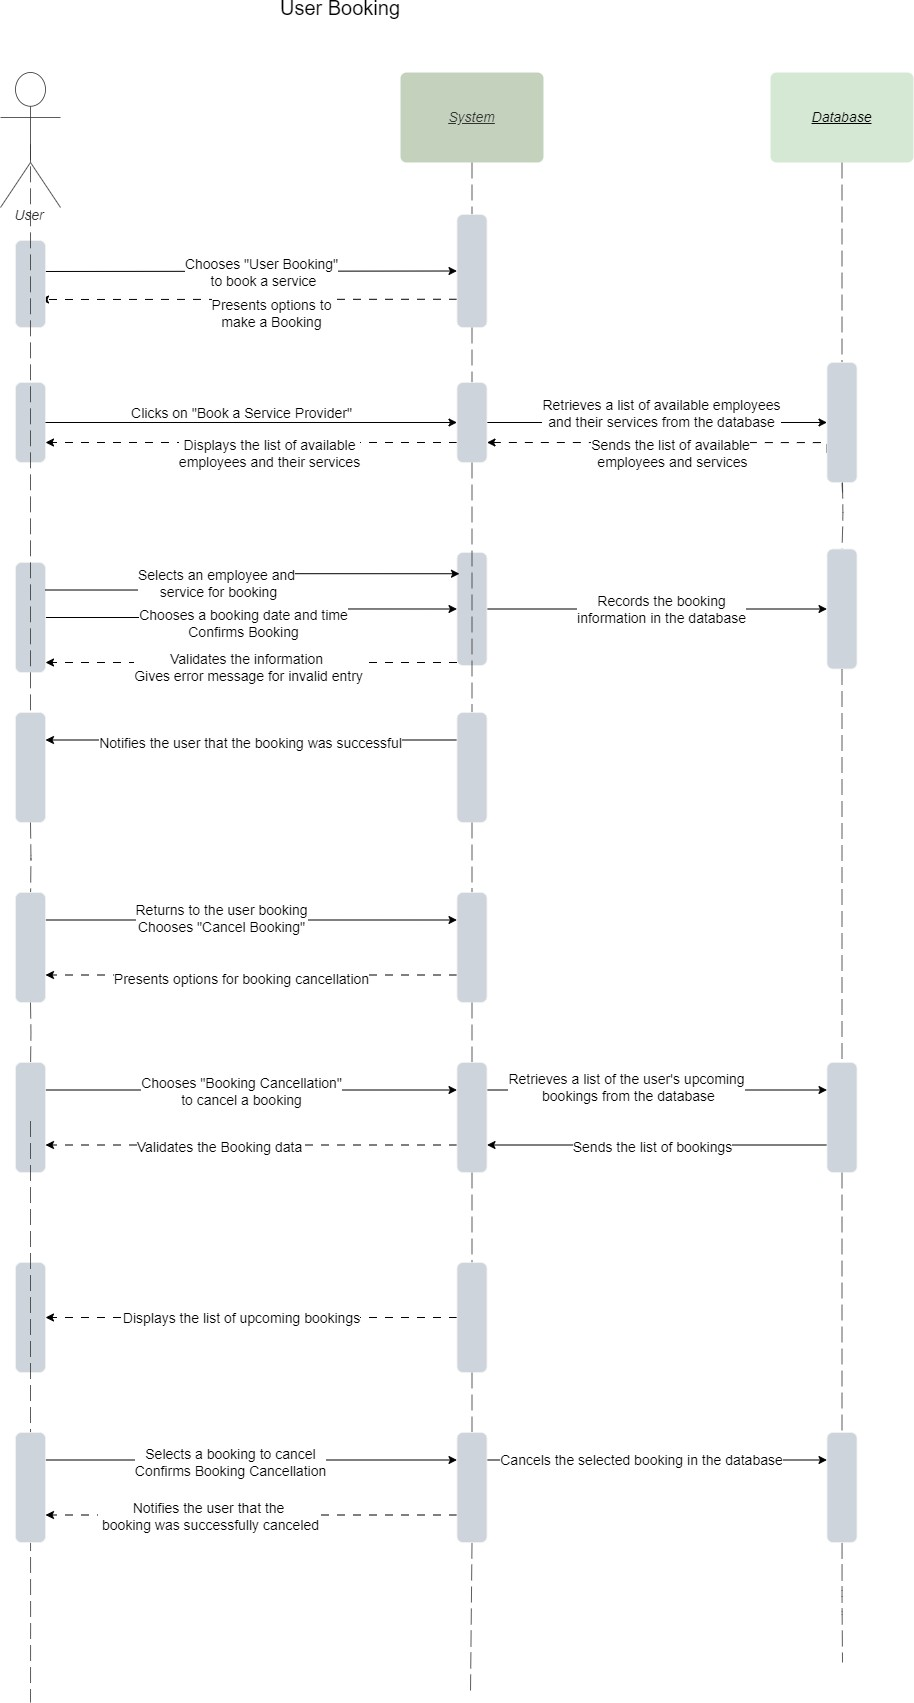 User Booking
System
Database
User
Chooses "User Booking"
to book a service
Presents options to
make a Booking
Clicks on "Book a Service Provider"
Retrieves a list of available employees
and their services from the database
Displays the list of available
employees and their services
Sends the list of available
employees and services
Selects an employee and
service for booking
Chooses a booking date and time
Confirms Booking
Records the booking
information in the database
Validates the information
Gives error message for invalid entry
Notifies the user that the booking was successful
Returns to the user booking
Chooses "Cancel Booking"
Presents options for booking cancellation
Chooses "Booking Cancellation"
to cancel a booking
Retrieves a list of the user's upcoming
bookings from the database
Validates the Booking data
Sends the list of bookings
Displays the list of upcoming bookings
Selects a booking to cancel
Confirms Booking Cancellation
Cancels the selected booking in the database
Notifies the user that the
booking was successfully canceled